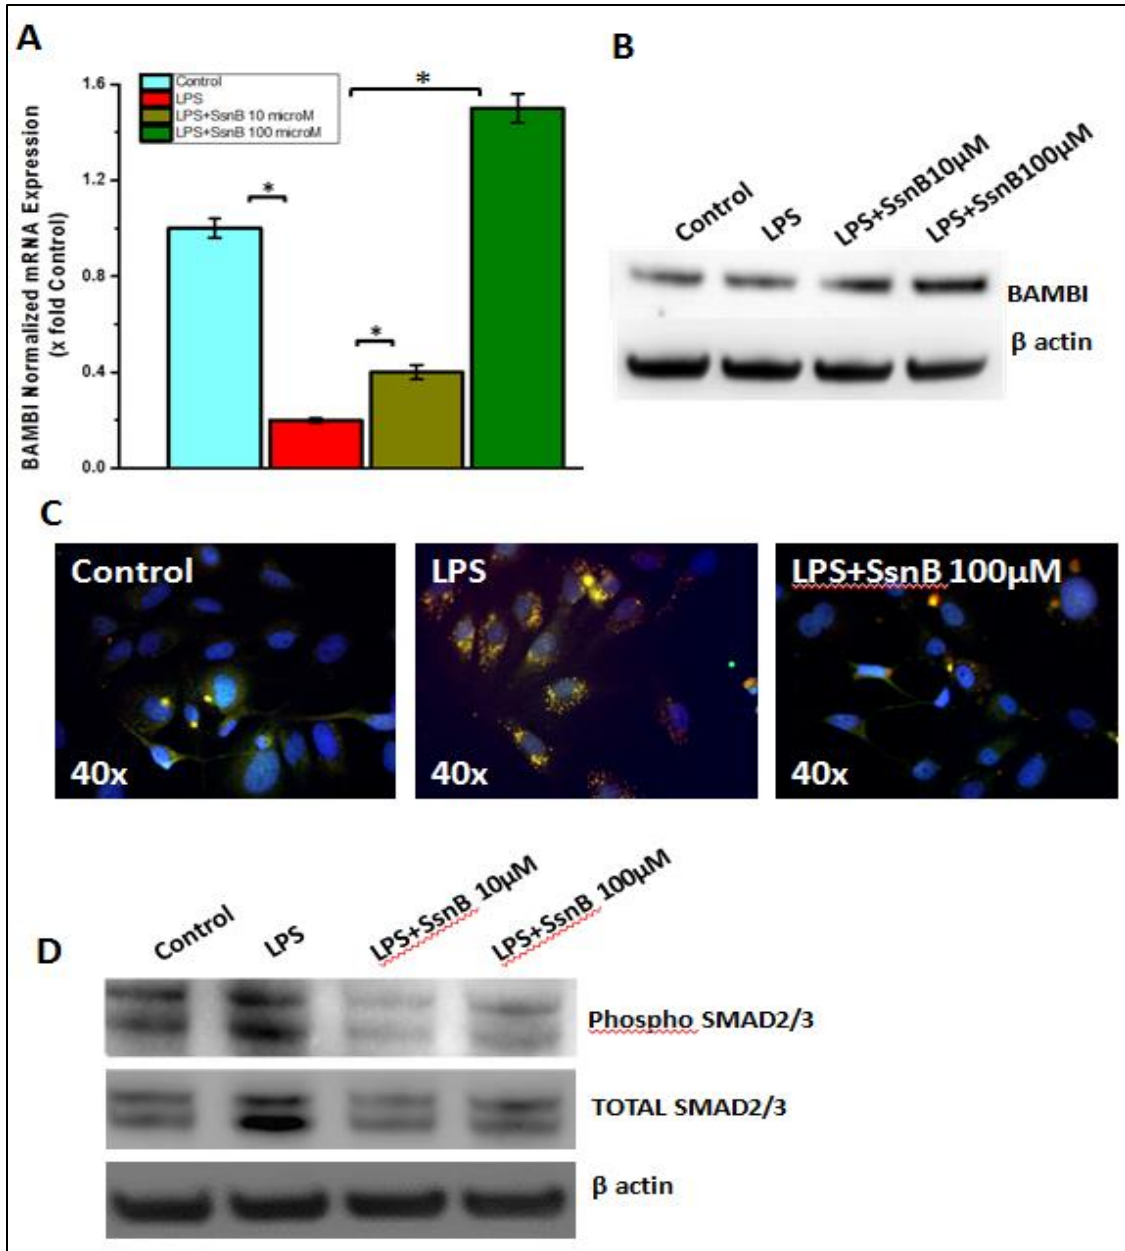 A
BAMBI Normalized mRNA Expression
(x fold Control)
1.6
1.2
0.8
0.4
0.0
Control
LPS
LPS+SsnB 10 microM
LPS+SsnB 100 microM
*
*
*
B
Control
LPS
LPS+SsnB10µM
LPS+SsnB100µM
BAMBI
β actin
C
Control
40x
LPS
40x
LPS+SsnB 100µM
40x
D
Control
LPS
LPS+SsnB 10µM
LPS+SsnB 100µM
Phospho SMAD2/3
TOTAL SMAD2/3
β actin